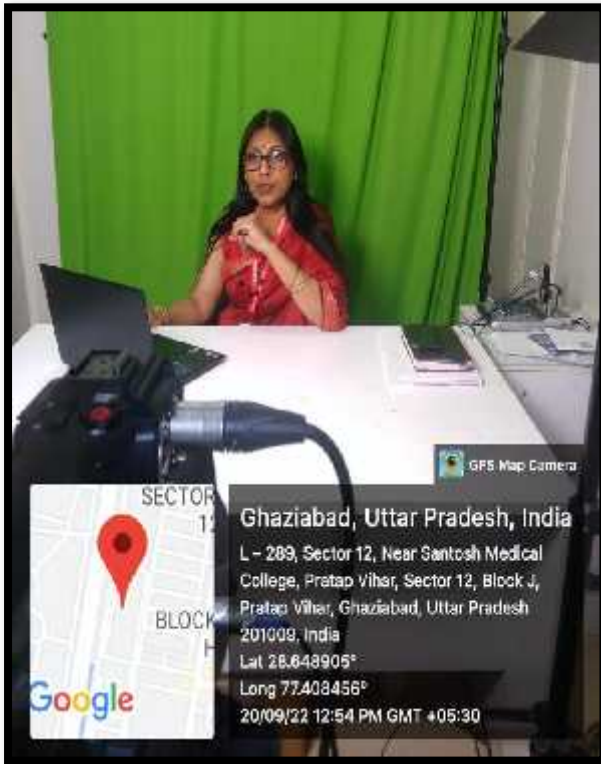 GPS Map Camera
SECTOR
12
BLOCK
H
Google
Ghaziabad, Uttar Pradesh, India
L - 289, Sector 12, Near Santosh Medical
College, Pratap Vihar, Sector 12, Block J,
Pratap Vihar, Ghaziabad, Uttar Pradesh
201009, India
Lat 28.648905°
Long 77.408456°
20/09/22 12:54 PM GMT +05:30